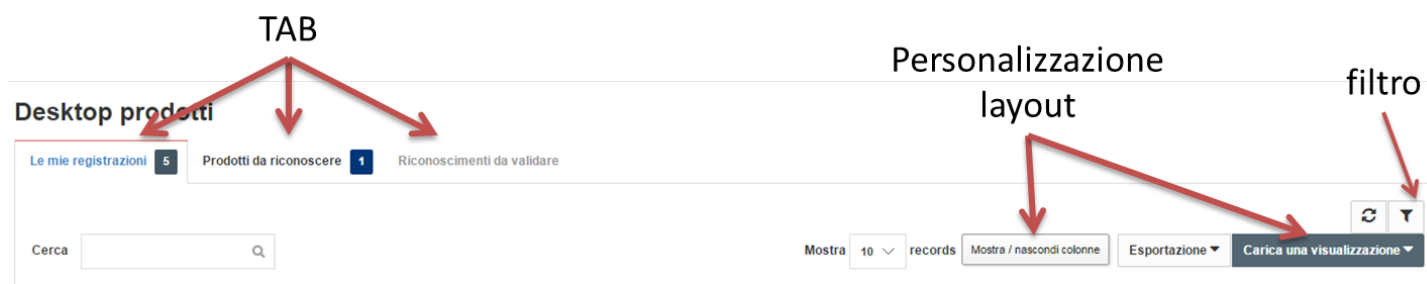 TAB
Personalizzazione
layout
filtro
Desktop prodotti
Le mie registrazioni 5 Prodotti da riconoscere 1 Riconoscimenti da validare
Cerca Mostra 10 records Mostra / nascondi colonne Esportazione Carica una visualizzazione